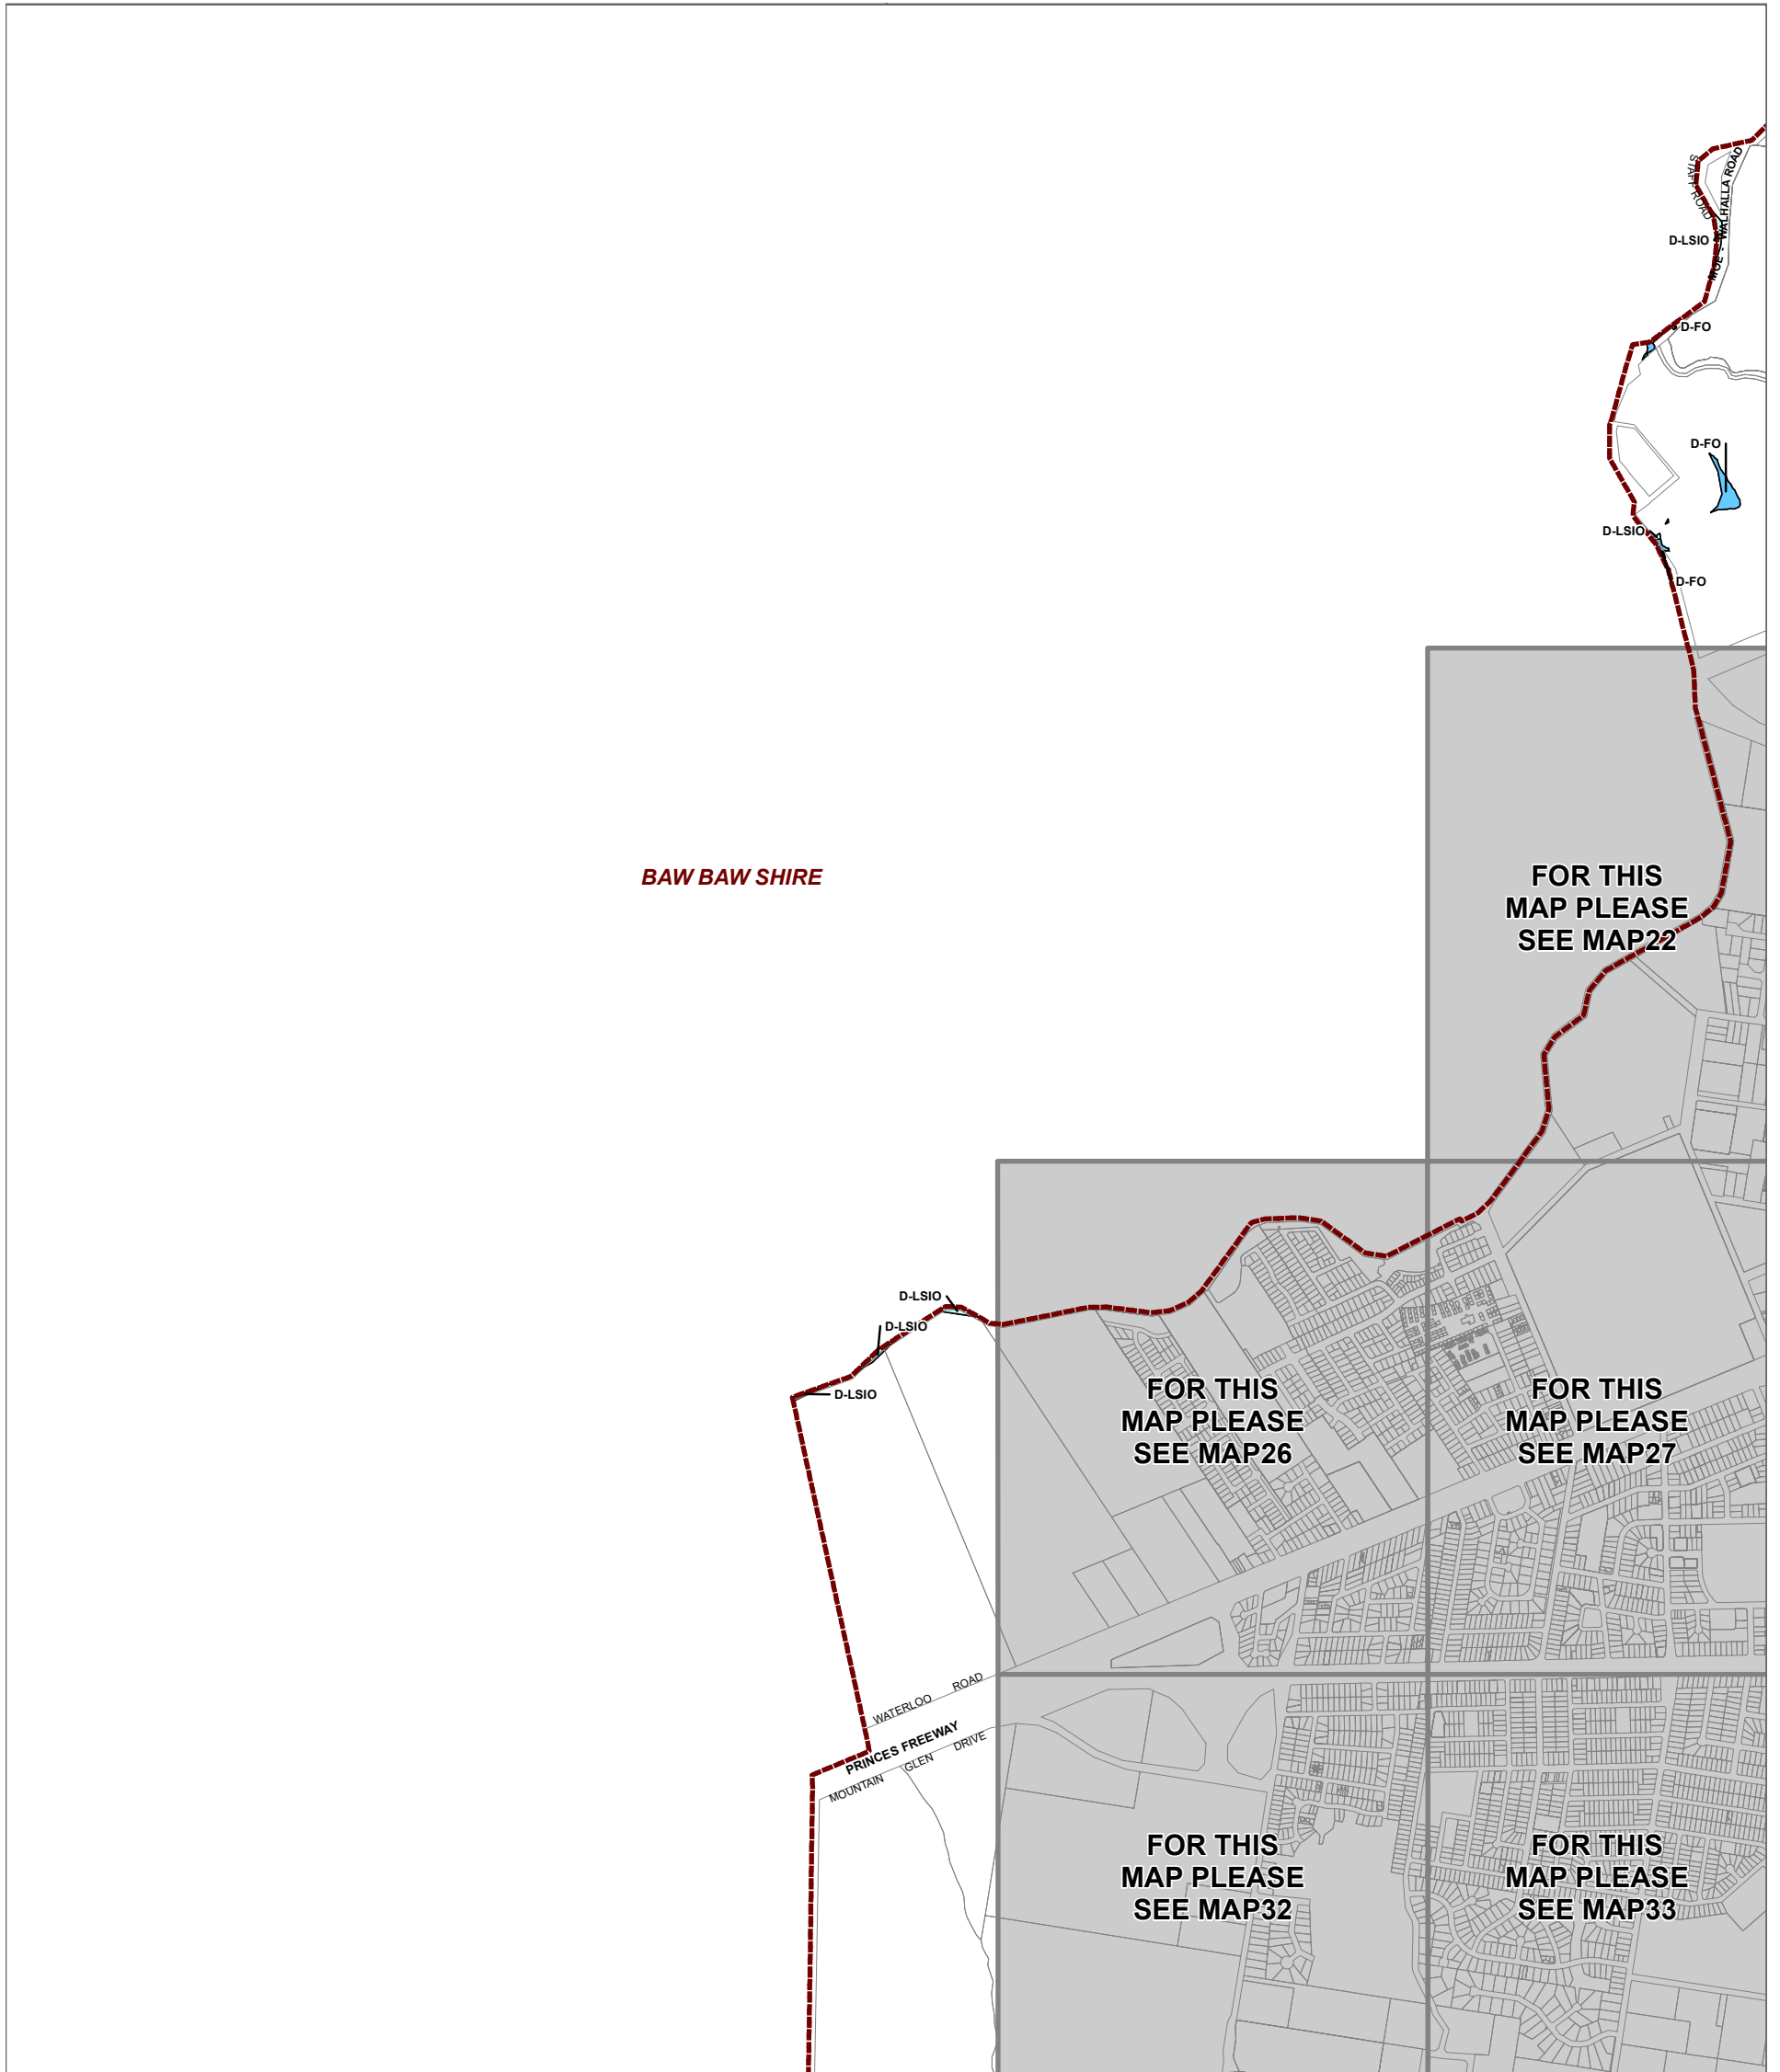 STAFF ROAD
MOE - WALHALLA ROAD
D-LSIO
D-FO
D-FO
D-LSIO
D-FO
BAW BAW SHIRE
FOR THIS
MAP PLEASE
SEE MAP22
D-LSIO
D-LSIO
D-LSIO
FOR THIS
MAP PLEASE
SEE MAP26
FOR THIS
MAP PLEASE
SEE MAP27
WATERLOO ROAD
PRINCES FREEWAY
MOUNTAIN GLEN DRIVE
FOR THIS
MAP PLEASE
SEE MAP32
FOR THIS
MAP PLEASE
SEE MAP33